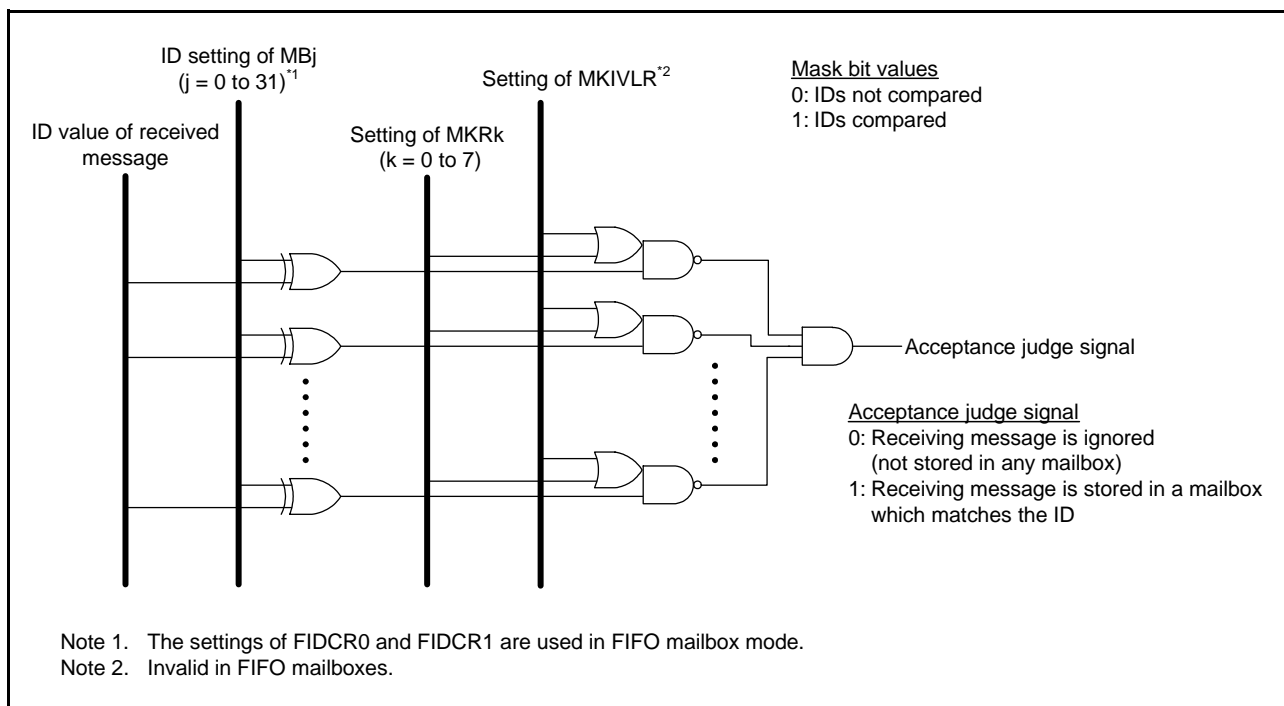 ID setting of MBj
(j = 0 to 31)*1
Setting of MKIVLR*2
Mask bit values
0: IDs not compared
1: IDs compared
ID value of received
message
Setting of MKRk
(k = 0 to 7)
Acceptance judge signal
Acceptance judge signal
0: Receiving message is ignored
(not stored in any mailbox)
1: Receiving message is stored in a mailbox
which matches the ID
Note 1. The settings of FIDCR0 and FIDCR1 are used in FIFO mailbox mode.
Note 2. Invalid in FIFO mailboxes.